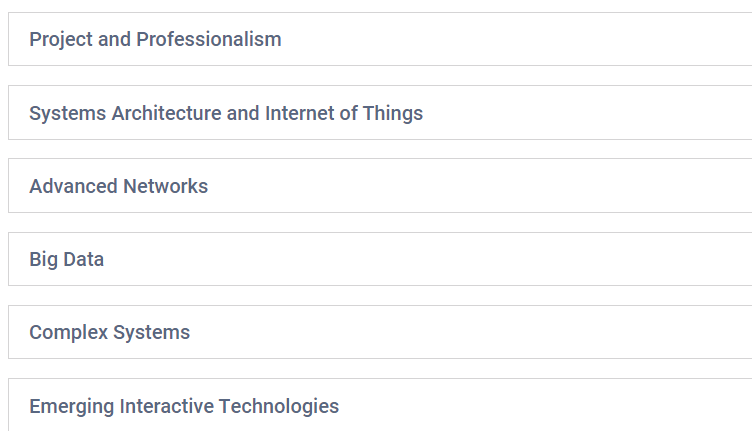 Project and Professionalism
Systems Architecture and Internet of Things
Advanced Networks
Big Data
Complex Systems
Emerging Interactive Technologies